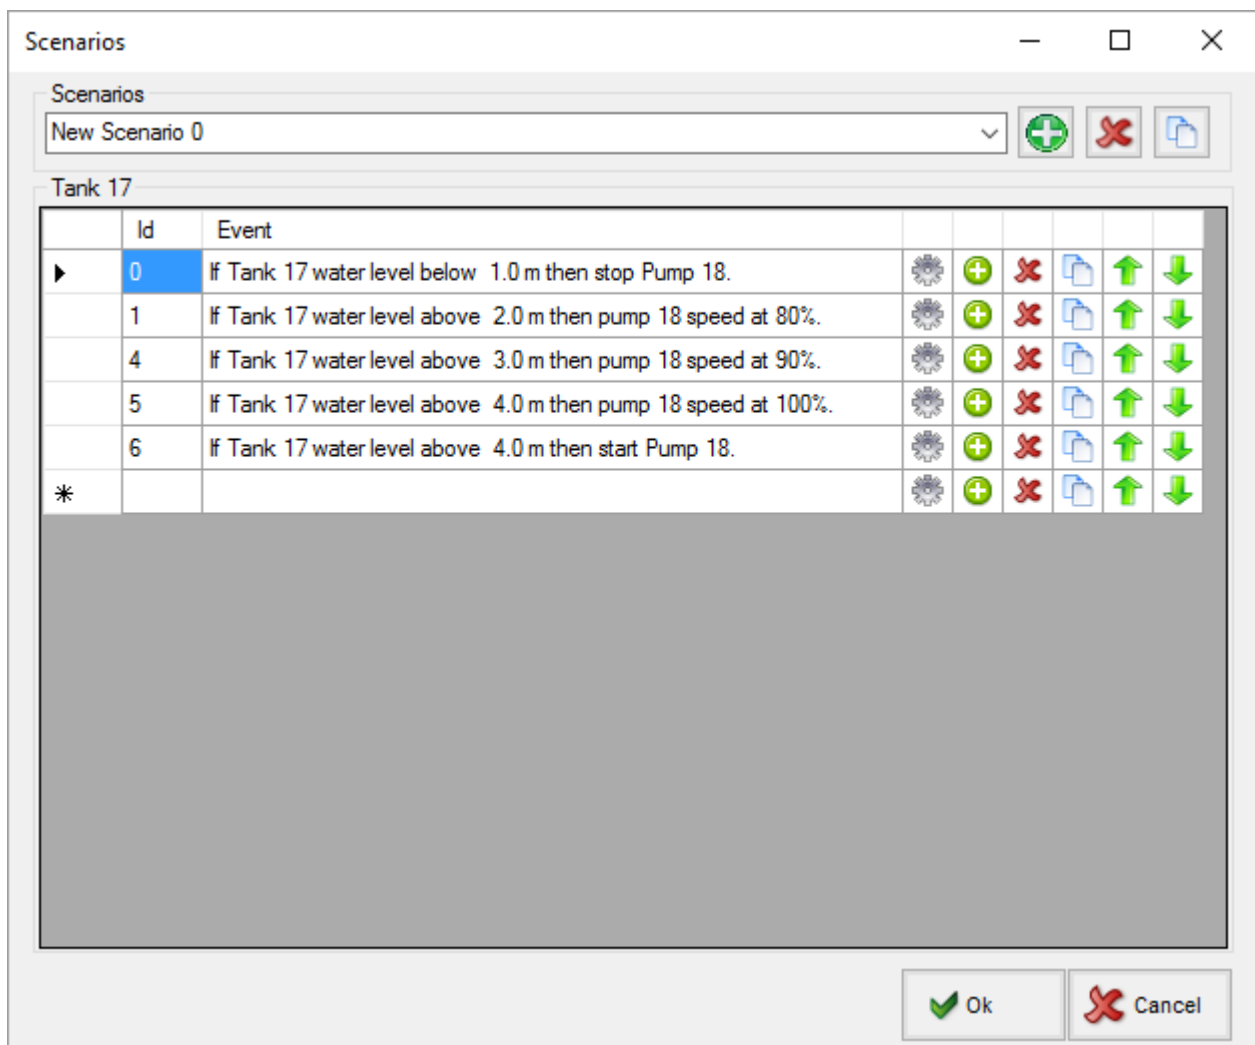 Scenarios
Scenarios
New Scenario 0
Tank 17
Id Event
0 If Tank 17 water level below 1.0 m then stop Pump 18.
1 If Tank 17 water level above 2.0 m then pump 18 speed at 80%.
4 If Tank 17 water level above 3.0 m then pump 18 speed at 90%.
5 If Tank 17 water level above 4.0 m then pump 18 speed at 100%.
6 If Tank 17 water level above 4.0 m then start Pump 18.
Ok Cancel